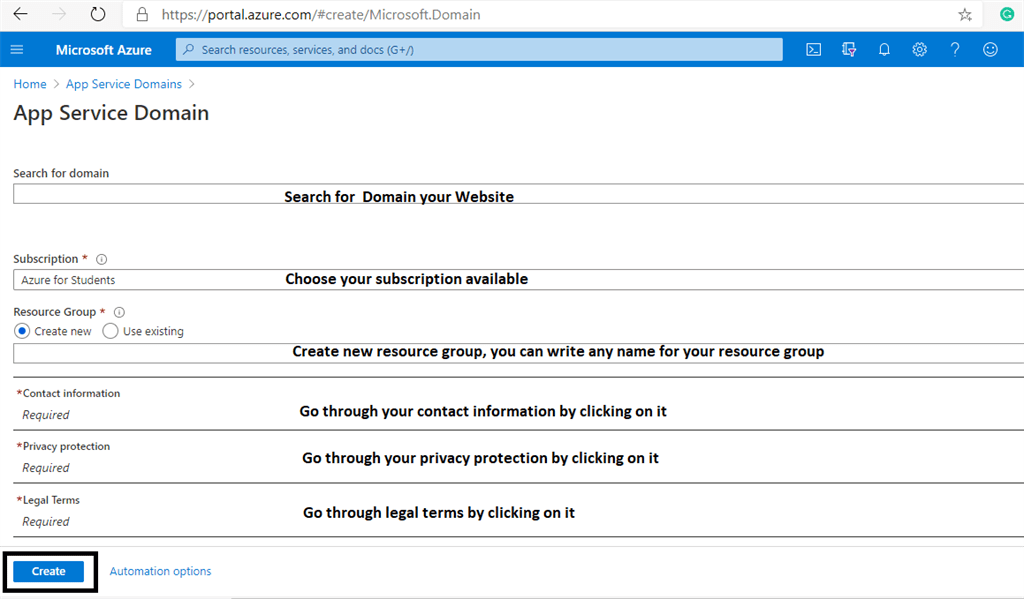 https://portal.azure.com/#create/Microsoft.Domain
Microsoft Azure Search resources, services, and docs (G+/)
Home > App Service Domains >
App Service Domain
Search for domain
Search for  Domain your Website
Subscription *
Azure for Students Choose your subscription available
Resource Group *
Create new Use existing
Create new resource group, you can write any name for your resource group
*Contact information
Required Go through your contact information by clicking on it
*Privacy protection
Required Go through your privacy protection by clicking on it
*Legal Terms
Required Go through legal terms by clicking on it
Create Automation options